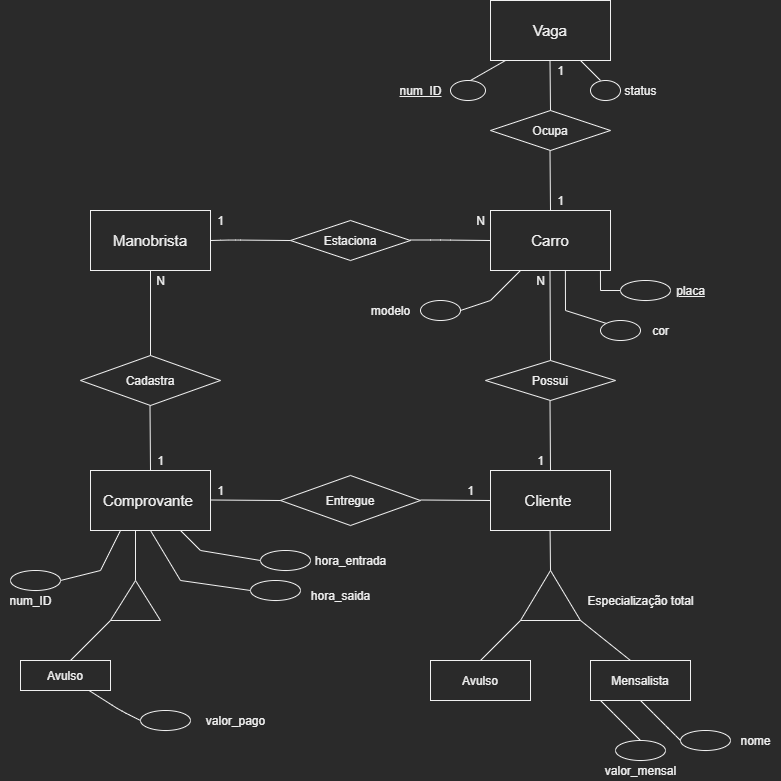 Vaga
num_ID
1
status
Ocupa
1
Manobrista
1
Estaciona
N
Carro
N
N
modelo
placa
cor
Cadastra
Possui
1
1
Comprovante
1
Entregue
1
Cliente
hora_entrada
num_ID
hora_saida
Especialização total
Avulso
Avulso
Mensalista
valor_pago
nome
valor_mensal